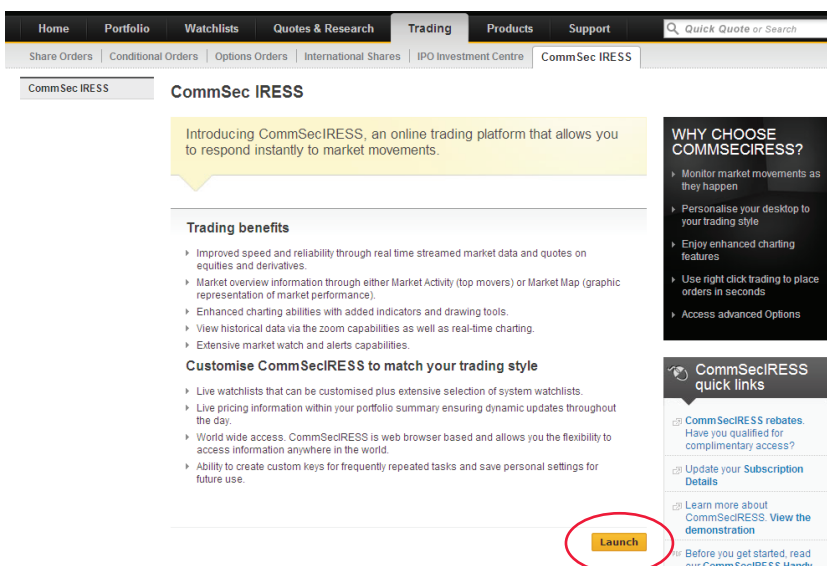 Home Portfolio Watchlists Quotes & Research Trading Products Support Quick Quote or Search
Share Orders Conditional Orders Options Orders International Shares IPO Investment Centre CommSec IRESS
CommSec IRESS
CommSec IRESS
Introducing CommSecIRESS, an online trading platform that allows you
to respond instantly to market movements.
Trading benefits
Improved speed and reliability through real time streamed market data and quotes on
equities and derivatives.
Market overview information through either Market Activity (top movers) or Market Map (graphic
representation of market performance).
Enhanced charting abilities with added indicators and drawing tools.
View historical data via the zoom capabilities as well as real-time charting.
Extensive market watch and alerts capabilities.
Customise CommSecIRESS to match your trading style
Live watchlists that can be customised plus extensive selection of system watchlists.
Live pricing information within your portfolio summary ensuring dynamic updates throughout
the day.
World wide access. CommSecIRESS is web browser based and allows you the flexibility to
access information anywhere in the world.
Ability to create custom keys for frequently repeated tasks and save personal settings for
future use.
Launch
WHY CHOOSE
COMMSECIRESS?
Monitor market movements as
they happen
Personalise your desktop to
your trading style
Enjoy enhanced charting
features
Use right click trading to place
orders in seconds
Access advanced Options
CommSecIRESS
quick links
CommSecIRESS rebates.
Have you qualified for
complimentary access?
Update your Subscription
Details
Learn more about
CommSecIRESS. View the
demonstration
Before you get started, read
our CommSecIRESS Handy